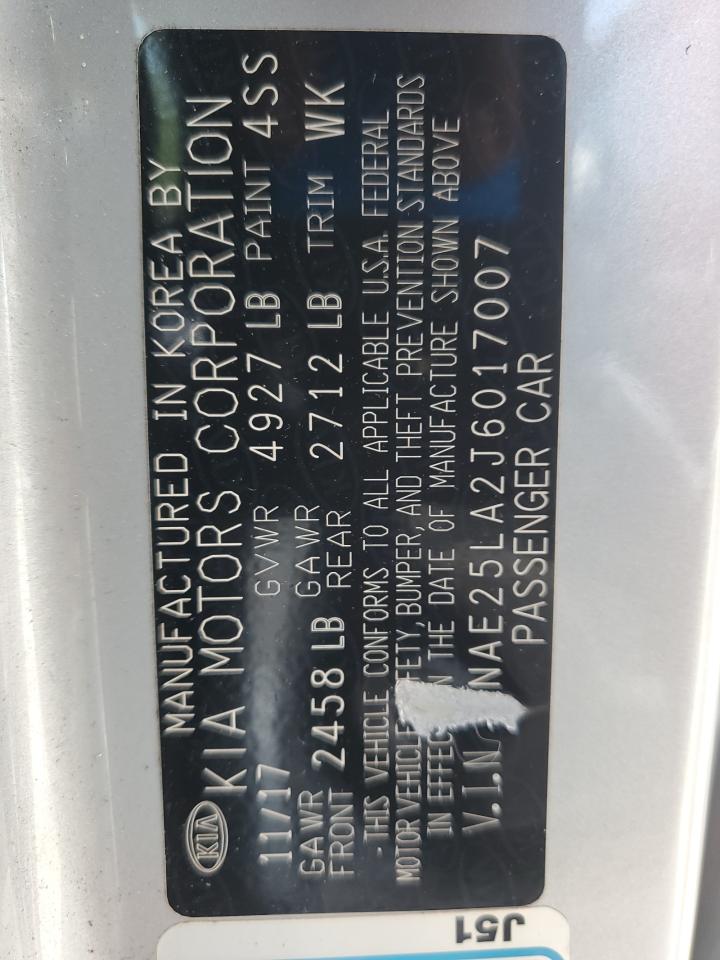 MANUFACTURED IN KOREA BY
KIA KIA MOTORS CORPORATION
11/17 GVWR 4927 LB PAINT 4SS
GAWR FRONT 2458 LB GAWR REAR 2712 LB TRIM WK
- THIS VEHICLE CONFORMS TO ALL APPLICABLE U.S.A. FEDERAL
MOTOR VEHICLE FETY, BUMPER, AND THEFT PREVENTION STANDARDS
IN EFFEC N THE DATE OF MANUFACTURE SHOWN ABOVE
V.I.N NAE25LA2J6017007
PASSENGER CAR
J51